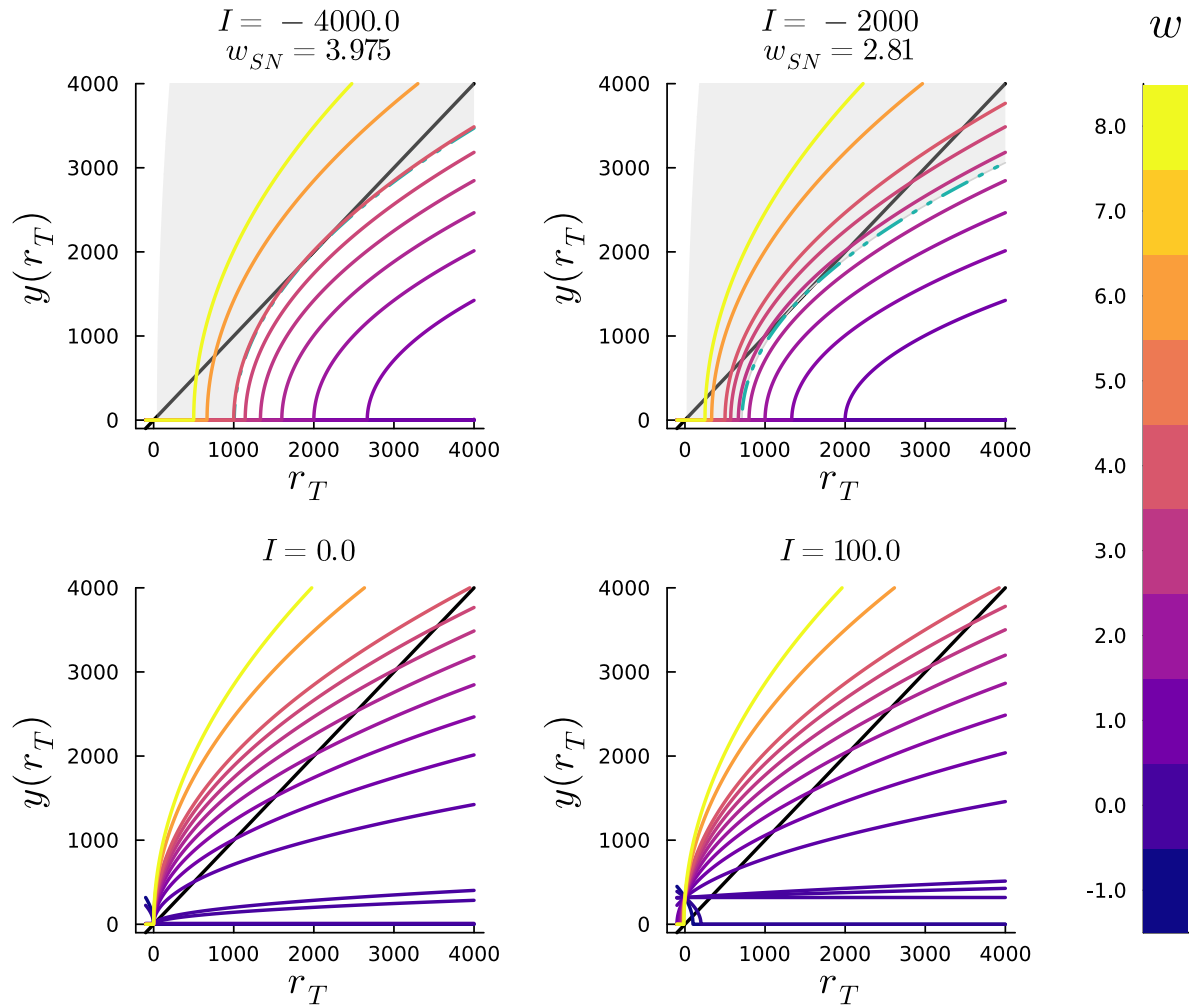 I = − 4000.0
w_SN = 3.975
I = − 2000
w_SN = 2.81
w
4000
3000
2000
1000
0
y(r_T)
0 1000 2000 3000 4000
r_T
4000
3000
2000
1000
0
y(r_T)
0 1000 2000 3000 4000
r_T
I = 0.0
I = 100.0
4000
3000
2000
1000
0
y(r_T)
0 1000 2000 3000 4000
r_T
4000
3000
2000
1000
0
y(r_T)
0 1000 2000 3000 4000
r_T
8.0
7.0
6.0
5.0
4.0
3.0
2.0
1.0
0.0
-1.0